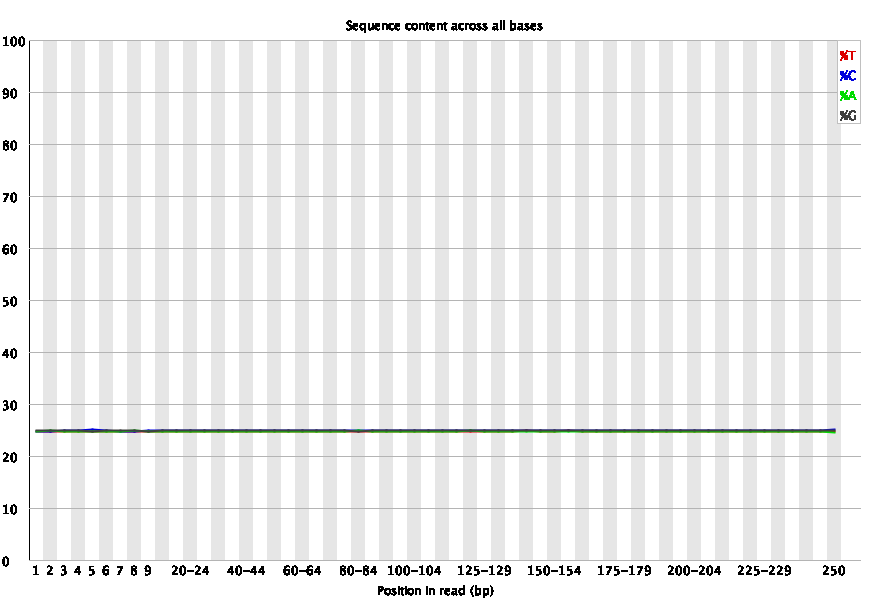 Sequence content across all bases
%T
%C
%A
%G
100
90
80
70
60
50
40
30
20
10
0
1 2 3 4 5 6 7 8 9 20-24 40-44 60-64 80-84 100-104 125-129 150-154 175-179 200-204 225-229 250
Position in read (bp)